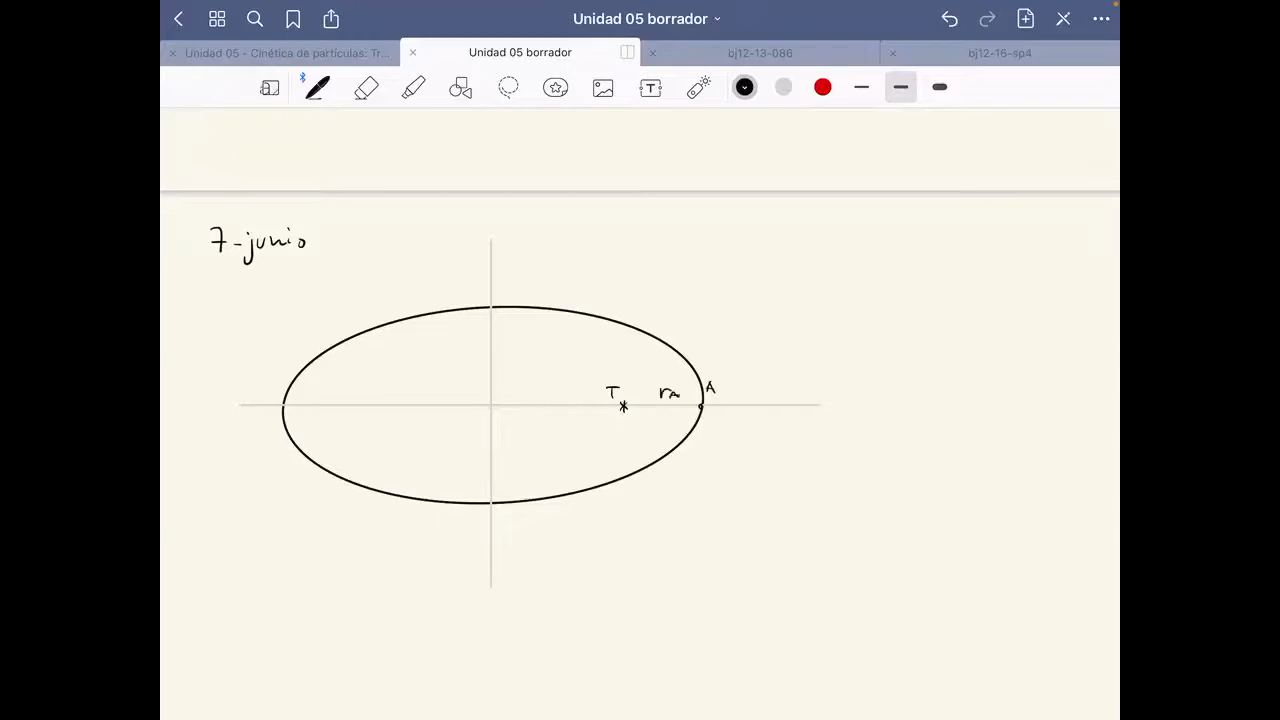 Unidad 05 borrador
Unidad 05 - Cinética de partículas: Tr...
Unidad 05 borrador
bj12-13-086
bj12-16-sp4
T
7-junio
T
rA
A